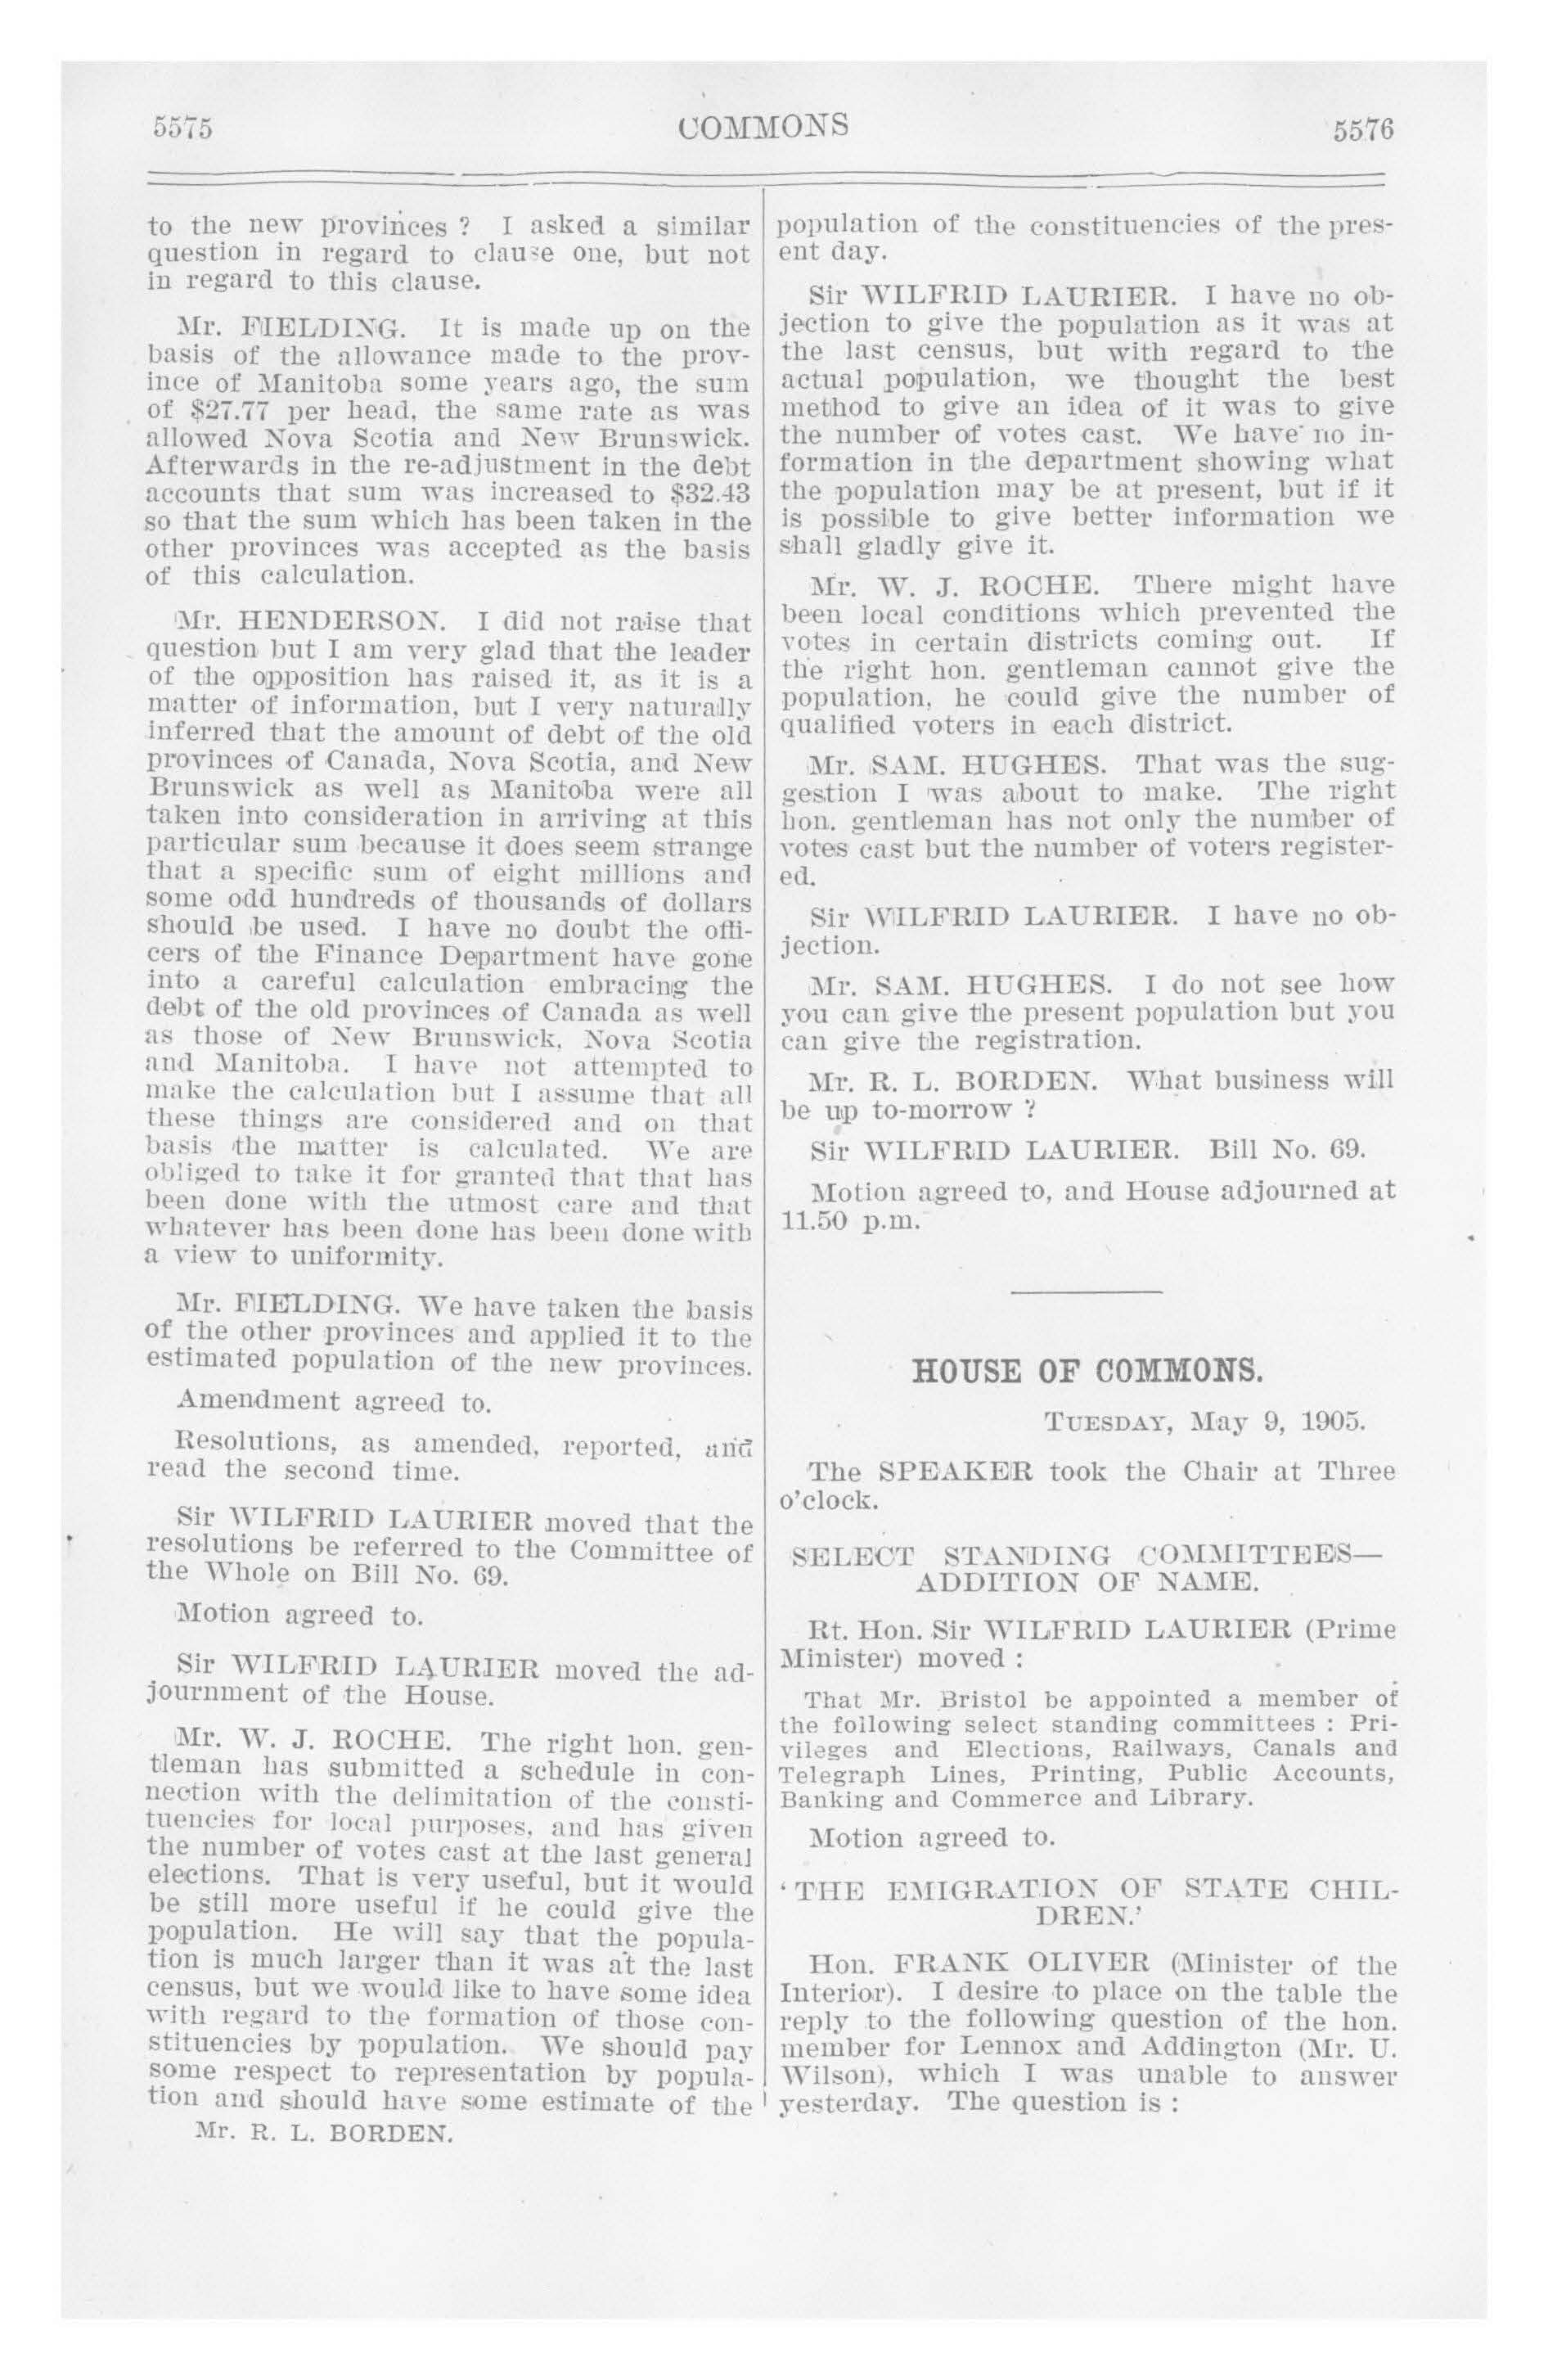 5575
COMMONS
5576
to the new provinces ? I asked a similar
question in regard to clause one, but not
in regard to this clause.
Mr. FIELDING. It is made up on the
basis of the allowance made to the prov-
ince of Manitoba some years ago, the sum
of $27.77 per head, the same rate as was
allowed Nova Scotia and New Brunswick.
Afterwards in the re-adjustment in the debt
accounts that sum was increased to $32.43
so that the sum which has been taken in the
other provinces was accepted as the basis
of this calculation.
Mr. HENDERSON. I did not raise that
question but I am very glad that the leader
of the opposition has raised it, as it is a
matter of information, but I very naturally
inferred that the amount of debt of the old
provinces of Canada, Nova Scotia, and New
Brunswick as well as Manitoba were all
taken into consideration in arriving at this
particular sum because it does seem strange
that a specific sum of eight millions and
some odd hundreds of thousands of dollars
should be used. I have no doubt the offi-
cers of the Finance Department have gone
into a careful calculation embracing the
debt of the old provinces of Canada as well
as those of New Brunswick, Nova Scotia
and Manitoba. I have not attempted to
make the calculation but I assume that all
these things are considered and on that
basis the matter is calculated. We are
obliged to take it for granted that that has
been done with the utmost care and that
whatever has been done has been done with
a view to uniformity.
Mr. FIELDING. We have taken the basis
of the other provinces and applied it to the
estimated population of the new provinces.
Amendment agreed to.
Resolutions, as amended, reported, and
read the second time.
Sir WILFRID LAURIER moved that the
resolutions be referred to the Committee of
the Whole on Bill No. 69.
Motion agreed to.
Sir WILFRID LAURIER moved the ad-
journment of the House.
Mr. W. J. ROCHE. The right hon. gen-
tleman has submitted a schedule in con-
nection with the delimitation of the consti-
tuencies for local purposes, and has given
the number of votes cast at the last general
elections. That is very useful, but it would
be still more useful if he could give the
population. He will say that the popula-
tion is much larger than it was at the last
census, but we would like to have some idea
with regard to the formation of those con-
stituencies by population. We should pay
some respect to representation by popula-
tion and should have some estimate of the
Mr. R. L. BORDEN.
population of the constituencies of the pres-
ent day.
Sir WILFRID LAURIER. I have no ob-
jection to give the population as it was at
the last census, but with regard to the
actual population, we thought the best
method to give an idea of it was to give
the number of votes cast. We have no in-
formation in the department showing what
the population may be at present, but if it
is possible to give better information we
shall gladly give it.
Mr. W. J. ROCHE. There might have
been local conditions which prevented the
votes in certain districts coming out. If
the right hon. gentleman cannot give the
population, he could give the number of
qualified voters in each district.
Mr. SAM. HUGHES. That was the sug-
gestion I was about to make. The right
hon. gentleman has not only the number of
votes cast but the number of voters register-
ed.
Sir WILFRID LAURIER. I have no ob-
jection.
Mr. SAM. HUGHES. I do not see how
you can give the present population but you
can give the registration.
Mr. R. L. BORDEN. What business will
be up to-morrow ?
Sir WILFRID LAURIER. Bill No. 69.
Motion agreed to, and House adjourned at
11.50 p.m.
HOUSE OF COMMONS.
TUESDAY, May 9, 1905.
The SPEAKER took the Chair at Three
o'clock.
SELECT STANDING COMMITTEES—
ADDITION OF NAME.
Rt. Hon. Sir WILFRID LAURIER (Prime
Minister) moved :
That Mr. Bristol be appointed a member of
the following select standing committees : Pri-
vileges and Elections, Railways, Canals and
Telegraph Lines, Printing, Public Accounts,
Banking and Commerce and Library.
Motion agreed to.
‘ THE EMIGRATION OF STATE CHIL-
DREN.’
Hon. FRANK OLIVER (Minister of the
Interior). I desire to place on the table the
reply to the following question of the hon.
member for Lennox and Addington (Mr. U.
Wilson), which I was unable to answer
yesterday. The question is :